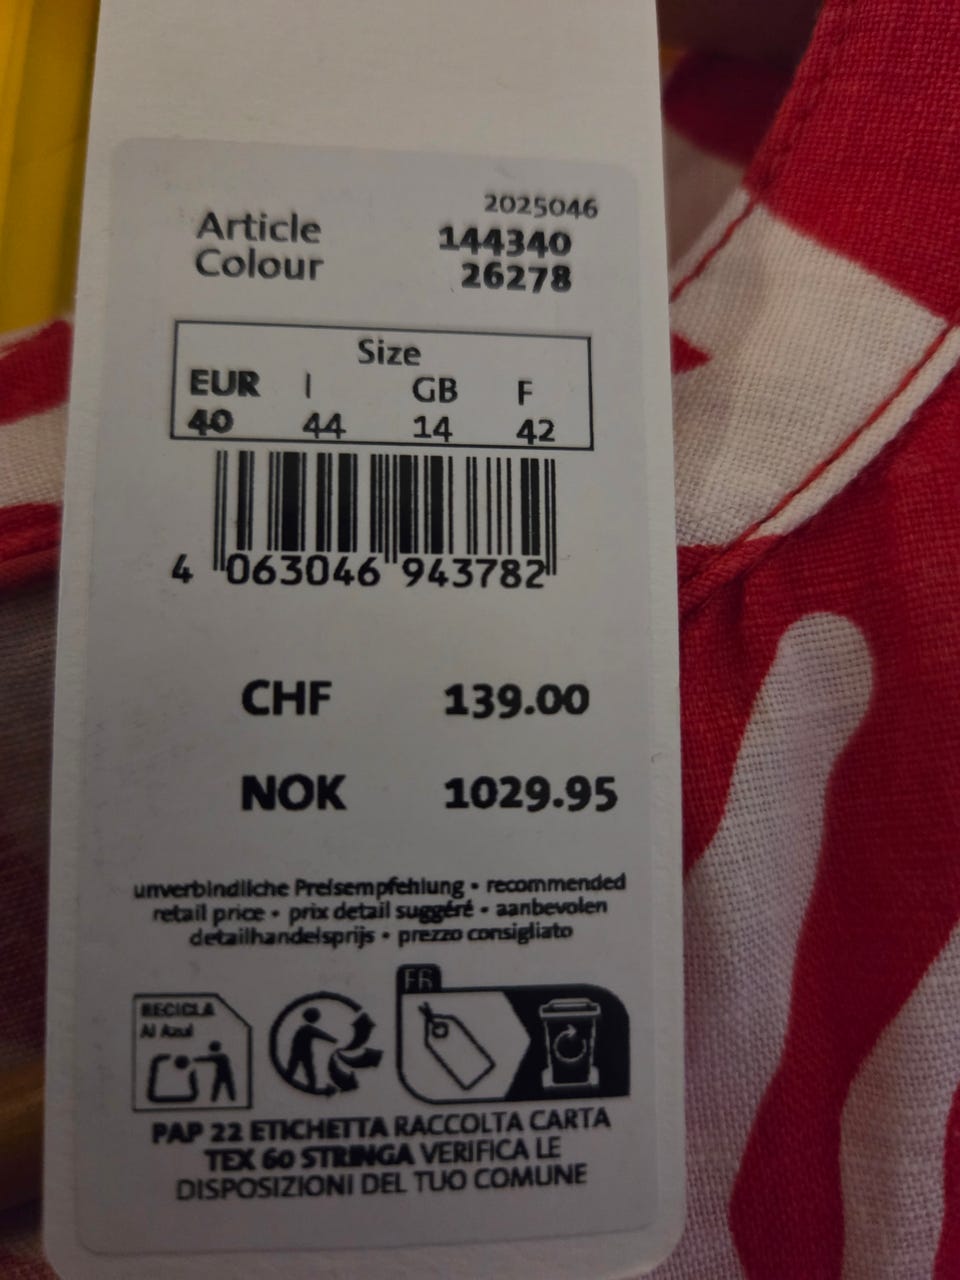 2025046
Article 144340
Colour 26278
Size
EUR I GB F
40 44 14 42
4 063046 943782
CHF 139.00
NOK 1029.95
unverbindliche Preisempfehlung • recommended
retail price • prix detail suggéré • aanbevolen
detailhandelsprijs • prezzo consigliato
FR
RECICLA
Al Azul
PAP 22 ETICHETTA RACCOLTA CARTA
TEX 60 STRINGA VERIFICA LE
DISPOSIZIONI DEL TUO COMUNE